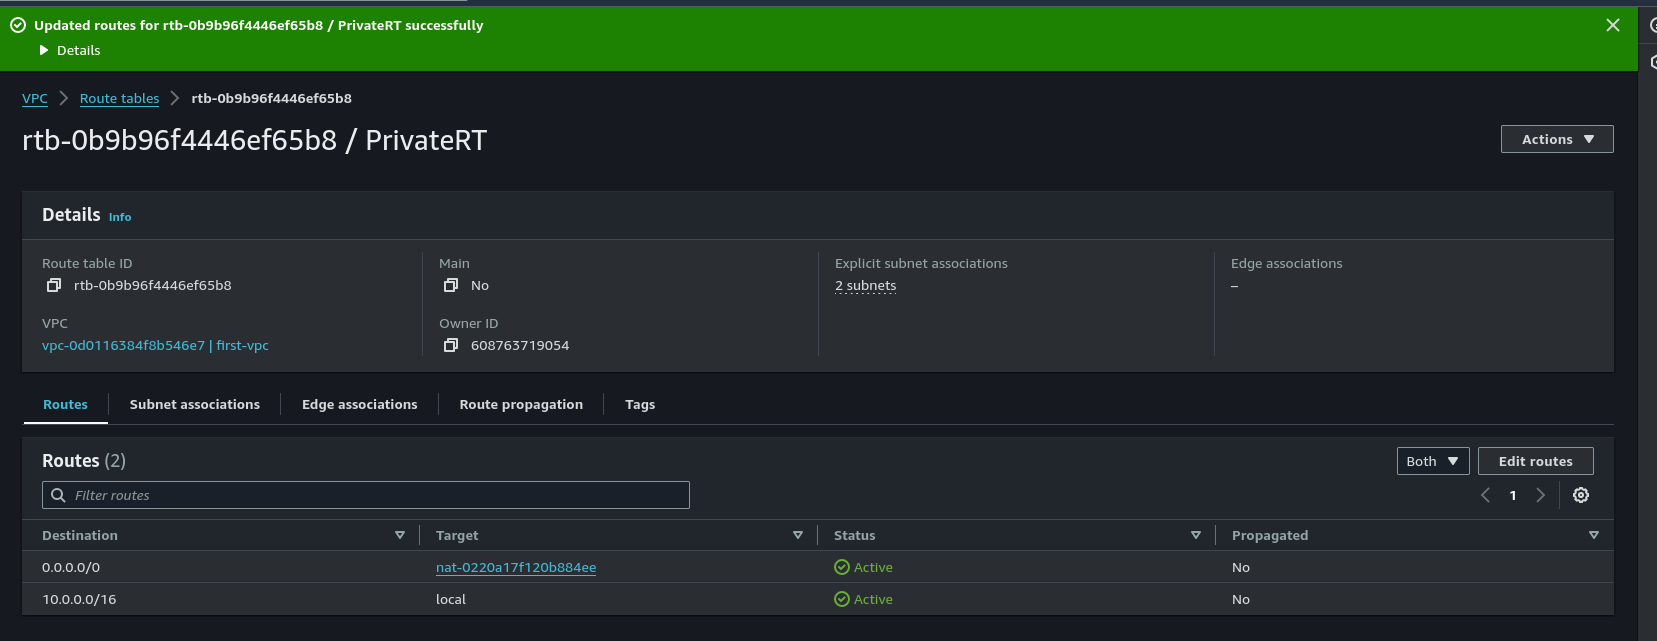 Updated routes for rtb-0b9b96f4446ef65b8 / PrivateRT successfully
Details
VPC Route tables rtb-0b9b96f4446ef65b8
rtb-0b9b96f4446ef65b8 / PrivateRT
Actions
Details Info
Route table ID
rtb-0b9b96f4446ef65b8
Main
No
Explicit subnet associations
2 subnets
Edge associations
–
VPC
vpc-0d0116384f8b546e7 | first-vpc
Owner ID
608763719054
Routes Subnet associations Edge associations Route propagation Tags
Routes (2)
Both Edit routes
Filter routes
1
Destination Target Status Propagated
0.0.0.0/0 nat-0220a17f120b884ee Active No
10.0.0.0/16 local Active No